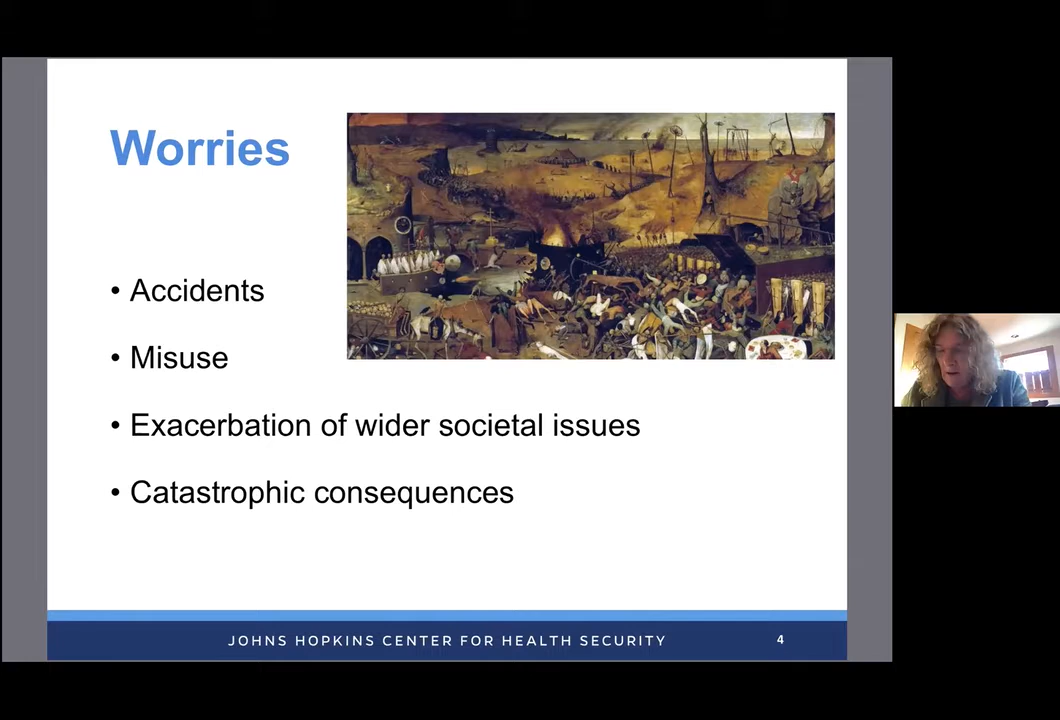 Worries
• Accidents
• Misuse
• Exacerbation of wider societal issues
• Catastrophic consequences
JOHNS HOPKINS CENTER FOR HEALTH SECURITY 4